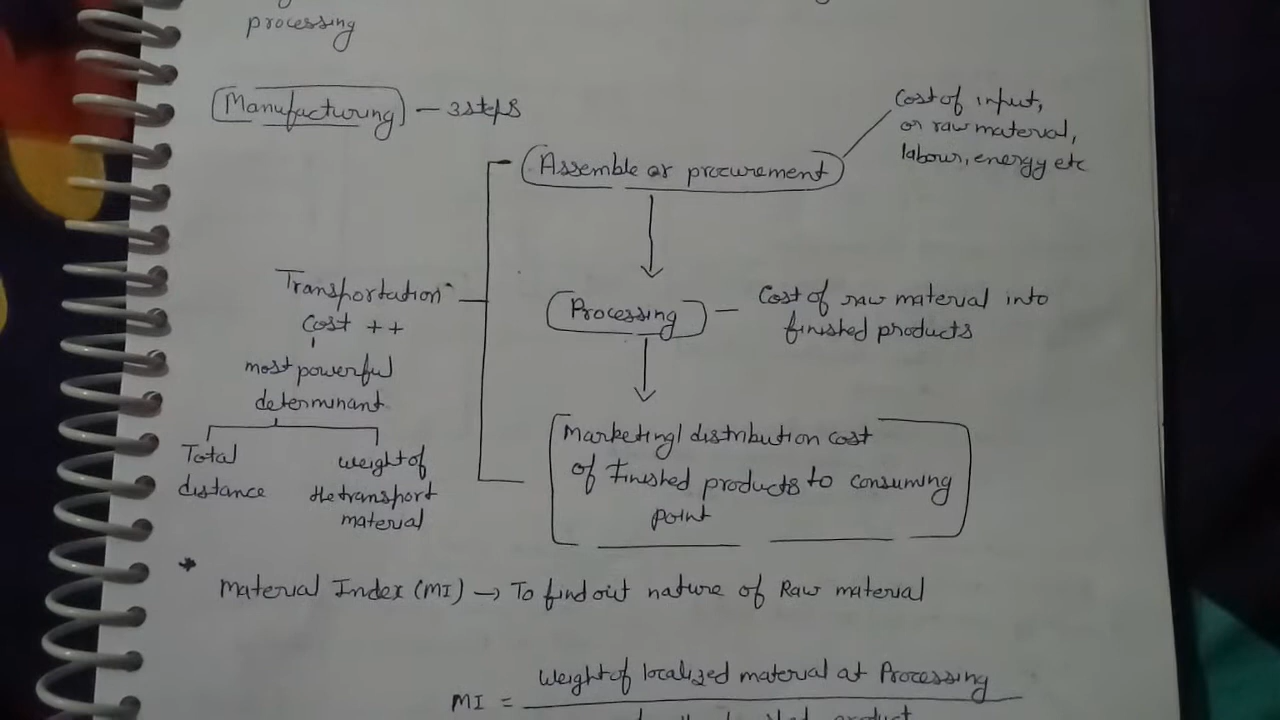 processing
Manufacturing – 3 steps
Cost of input,
or raw material,
labour, energy etc
Assemble or procurement
Transportation
Cost ++
most powerful
determinant
Total
distance
weight of
the transport
material
Processing – Cost of raw material into
finished products
Marketing/distribution cost
of finished products to consuming
point
* Material Index (MI) → To find out nature of Raw material
MI = Weight of localized material at Processing
product